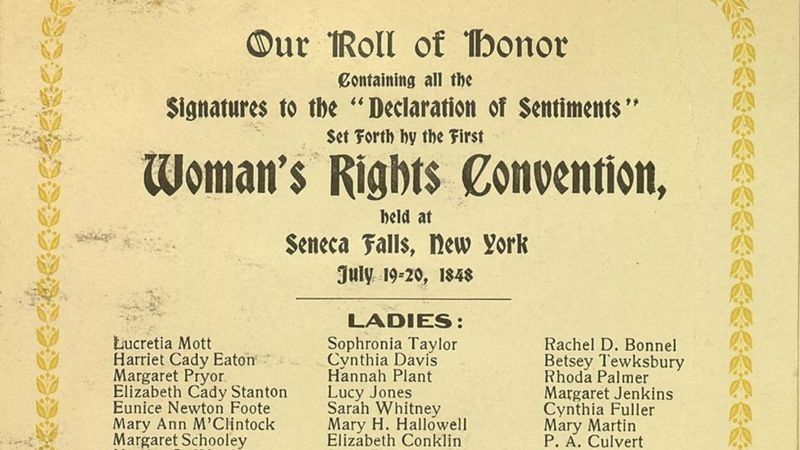 Our Roll of Honor
Containing all the
Signatures to the "Declaration of Sentiments"
Set Forth by the First
Woman's Rights Convention,
held at
Seneca Falls, New York
July 19-20, 1848
LADIES:
Lucretia Mott
Harriet Cady Eaton
Margaret Pryor
Elizabeth Cady Stanton
Eunice Newton Foote
Mary Ann M'Clintock
Margaret Schooley
Sophronia Taylor
Cynthia Davis
Hannah Plant
Lucy Jones
Sarah Whitney
Mary H. Hallowell
Elizabeth Conklin
Rachel D. Bonnel
Betsey Tewksbury
Rhoda Palmer
Margaret Jenkins
Cynthia Fuller
Mary Martin
P. A. Culvert